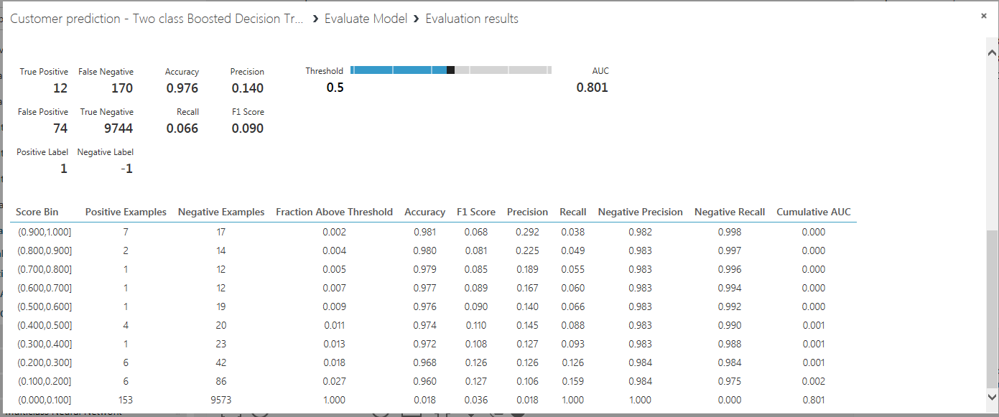 Customer prediction - Two class Boosted Decision Tr... › Evaluate Model › Evaluation results ×
True Positive False Negative Accuracy Precision Threshold AUC
12 170 0.976 0.140 0.5 0.801
False Positive True Negative Recall F1 Score
74 9744 0.066 0.090
Positive Label Negative Label
1 -1
Score Bin Positive Examples Negative Examples Fraction Above Threshold Accuracy F1 Score Precision Recall Negative Precision Negative Recall Cumulative AUC
(0.900,1.000] 7 17 0.002 0.981 0.068 0.292 0.038 0.982 0.998 0.000
(0.800,0.900] 2 14 0.004 0.980 0.081 0.225 0.049 0.983 0.997 0.000
(0.700,0.800] 1 12 0.005 0.979 0.085 0.189 0.055 0.983 0.996 0.000
(0.600,0.700] 1 12 0.007 0.977 0.089 0.167 0.060 0.983 0.994 0.000
(0.500,0.600] 1 19 0.009 0.976 0.090 0.140 0.066 0.983 0.992 0.000
(0.400,0.500] 4 20 0.011 0.974 0.110 0.145 0.088 0.983 0.990 0.001
(0.300,0.400] 1 23 0.013 0.972 0.108 0.127 0.093 0.983 0.988 0.001
(0.200,0.300] 6 42 0.018 0.968 0.126 0.126 0.126 0.984 0.984 0.001
(0.100,0.200] 6 86 0.027 0.960 0.127 0.106 0.159 0.984 0.975 0.002
(0.000,0.100] 153 9573 1.000 0.018 0.036 0.018 1.000 1.000 0.000 0.801
Multiclass Neural Network